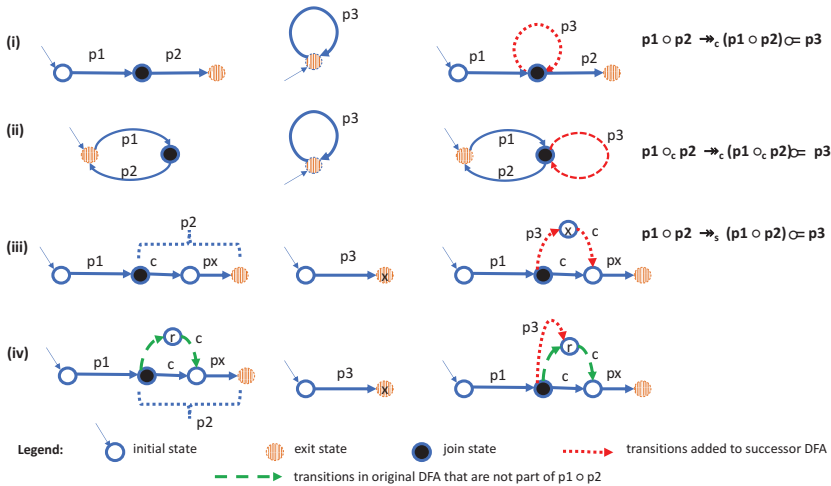 (i)
p1
p2
p3
p1
p3
p2
p1 ○ p2 ↠c (p1 ○ p2) ⟜ p3
(ii)
p1
p2
p3
p1
p2
p3
p1 ○c p2 ↠c (p1 ○c p2) ⟜ p3
(iii)
p1
p2
c
px
p3
x
p1
p3
x
c
c
px
p1 ○ p2 ↠s (p1 ○ p2) ⟜ p3
(iv)
p1
r
c
c
px
p2
p3
x
p1
p3
r
c
c
px
Legend:
initial state
exit state
join state
transitions added to successor DFA
transitions in original DFA that are not part of p1 ○ p2